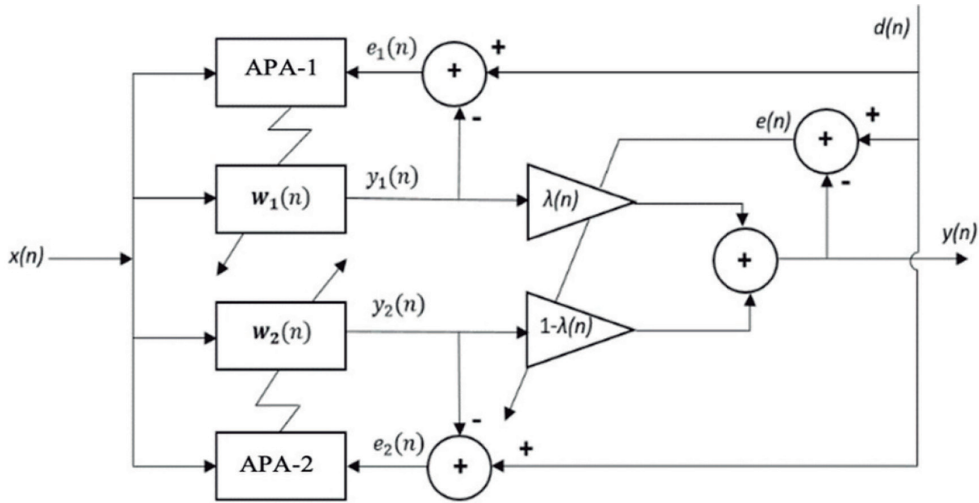 d(n)
e₁(n)
+
APA-1
+
-
e(n)
+
+
-
y₁(n)
w₁(n)
λ(n)
x(n)
+
y(n)
y₂(n)
w₂(n)
1-λ(n)
-
e₂(n)
+
APA-2
+